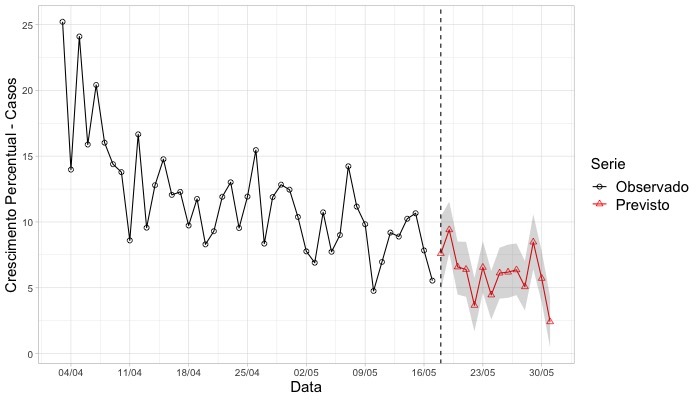 Crescimento Percentual - Casos
25
20
15
10
5
0
04/04 11/04 18/04 25/04 02/05 09/05 16/05 23/05 30/05
Data
Serie
Observado
Previsto